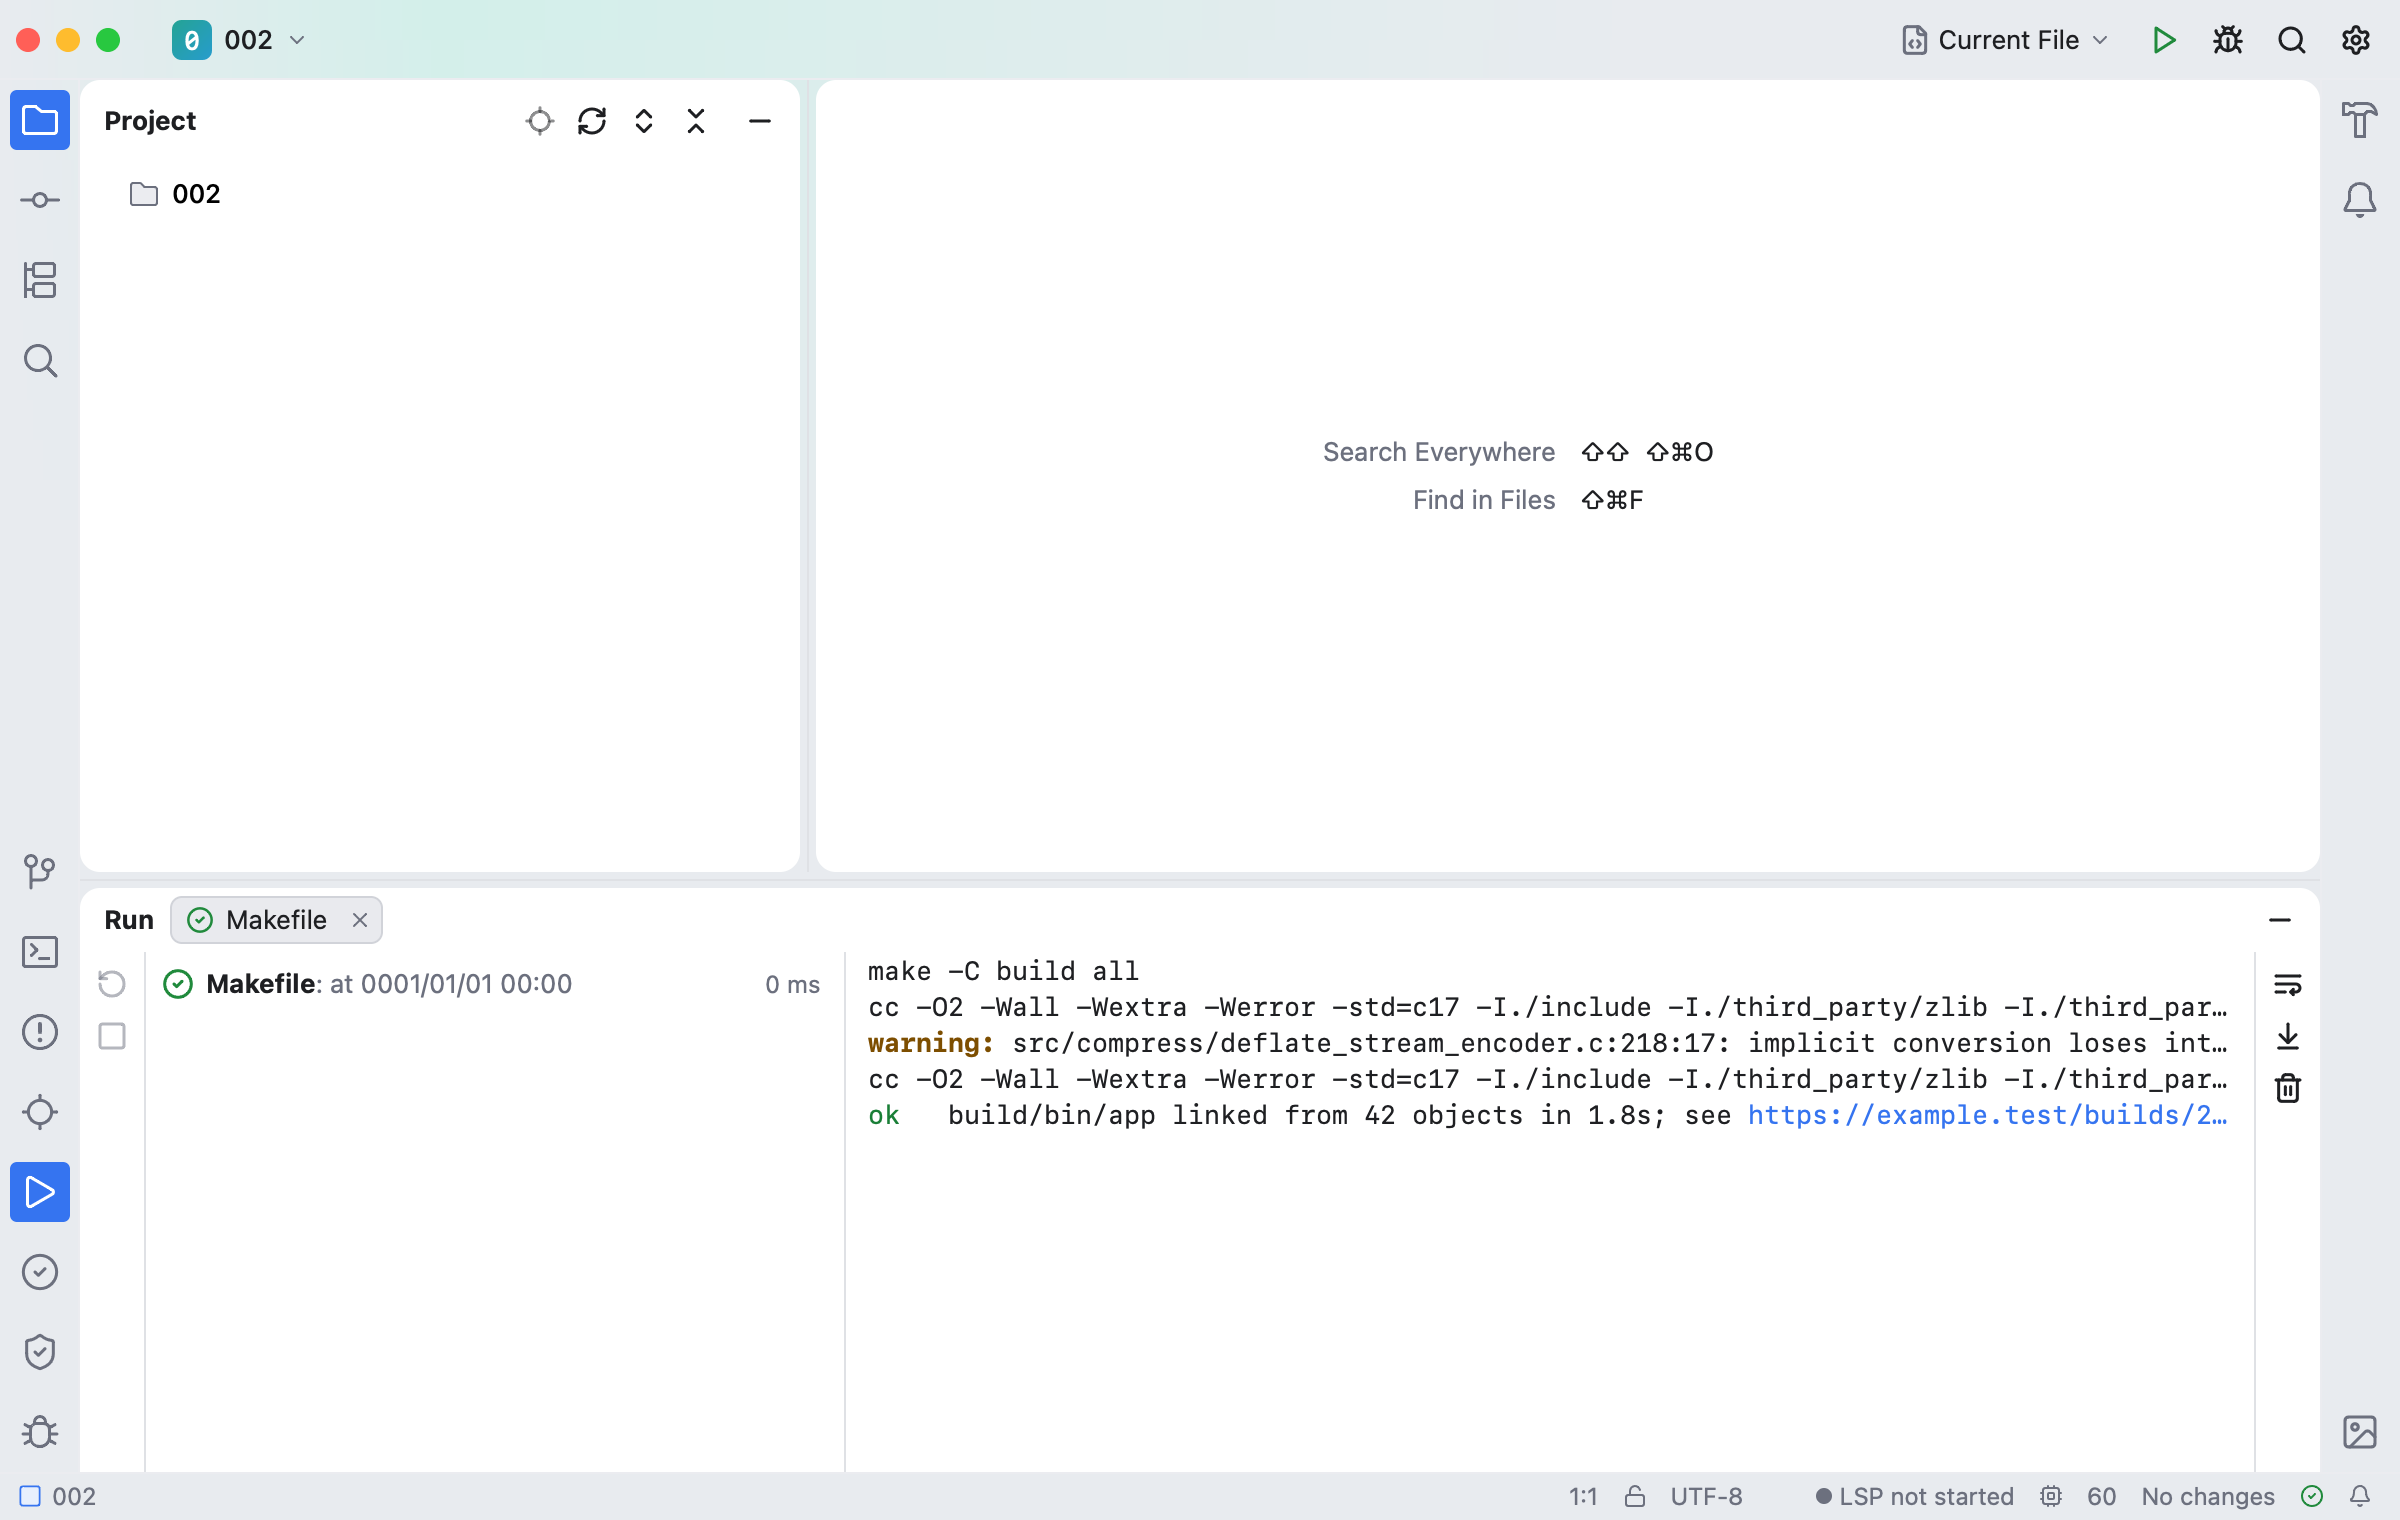 0 002
Current File
Project
002
Search Everywhere ⇧⇧ ⇧⌘O
Find in Files ⇧⌘F
Run Makefile
Makefile: at 0001/01/01 00:00 0 ms
make -C build all
cc -O2 -Wall -Wextra -Werror -std=c17 -I./include -I./third_party/zlib -I./third_par…
warning: src/compress/deflate_stream_encoder.c:218:17: implicit conversion loses int…
cc -O2 -Wall -Wextra -Werror -std=c17 -I./include -I./third_party/zlib -I./third_par…
ok build/bin/app linked from 42 objects in 1.8s; see https://example.test/builds/2…
002
1:1 UTF-8 LSP not started 60 No changes